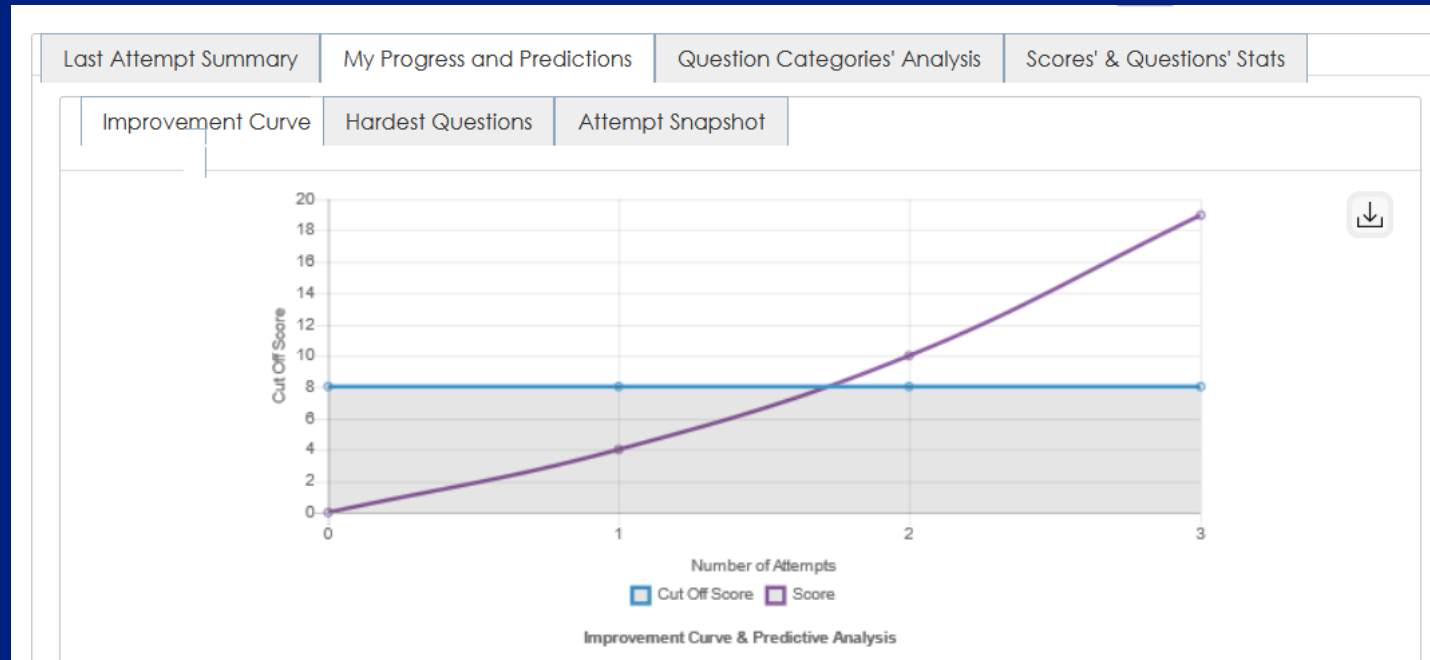 Last Attempt Summary My Progress and Predictions Question Categories' Analysis Scores' & Questions' Stats
Improvement Curve Hardest Questions Attempt Snapshot
20
18
16
14
12
10
8
6
4
2
0
Cut Off Score
0 1 2 3
Number of Attempts
Cut Off Score Score
Improvement Curve & Predictive Analysis